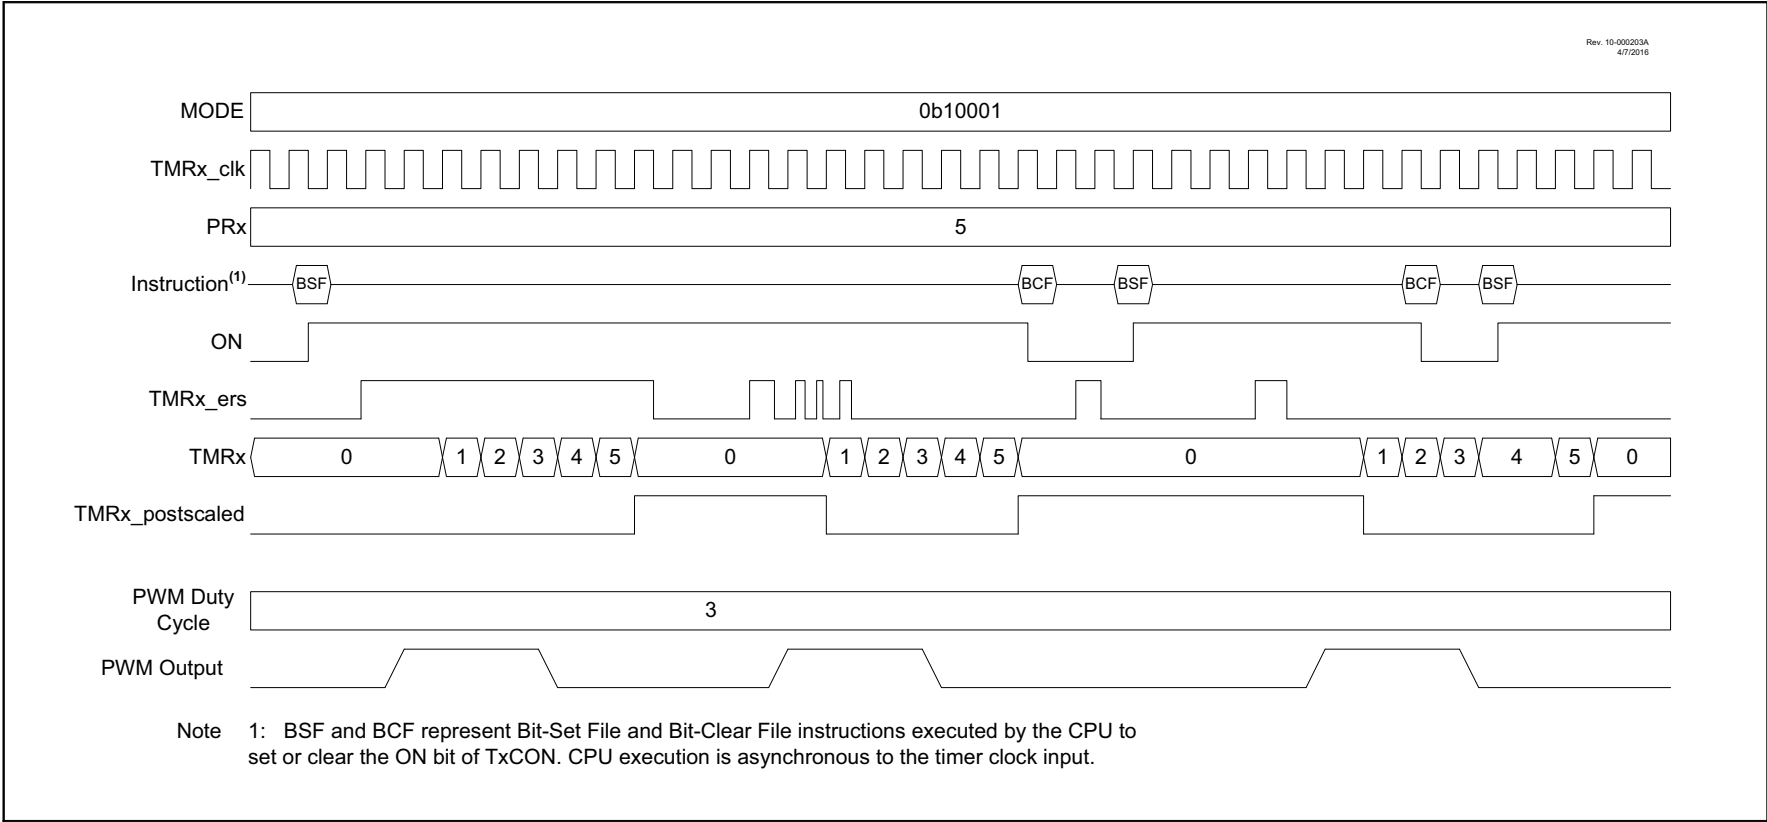 Rev. 10-000203A
4/7/2016
MODE 0b10001
TMRx_clk
PRx 5
Instruction(1) BSF BCF BSF BCF BSF
ON
TMRx_ers
TMRx 0 1 2 3 4 5 0 1 2 3 4 5 0 1 2 3 4 5 0
TMRx_postscaled
PWM Duty
Cycle 3
PWM Output
Note 1: BSF and BCF represent Bit-Set File and Bit-Clear File instructions executed by the CPU to
set or clear the ON bit of TxCON. CPU execution is asynchronous to the timer clock input.